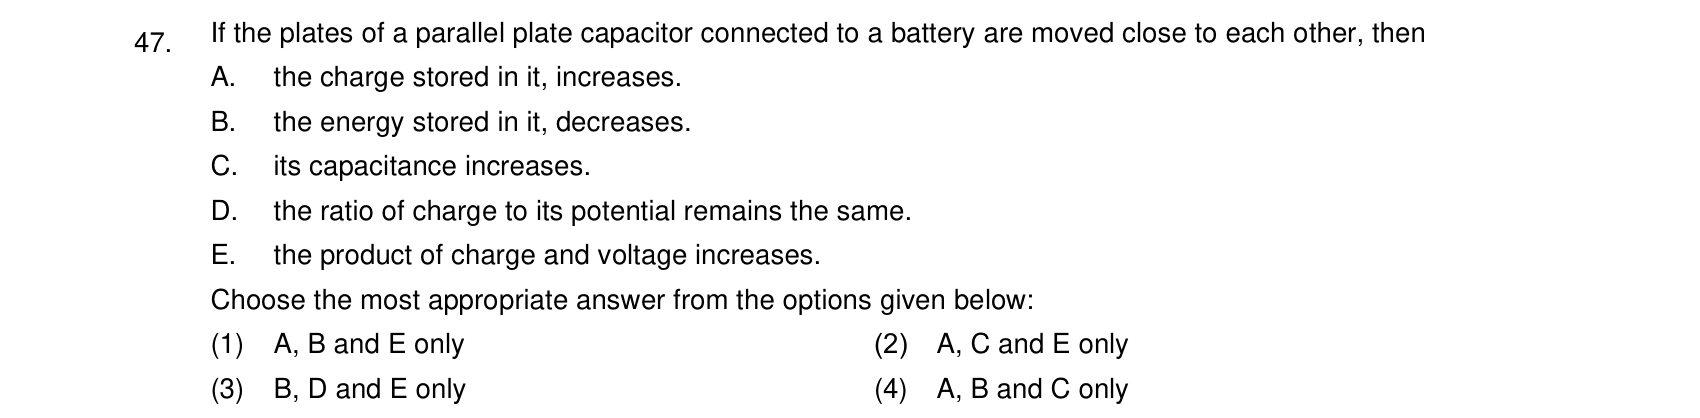 47. If the plates of a parallel plate capacitor connected to a battery are moved close to each other, then
A. the charge stored in it, increases.
B. the energy stored in it, decreases.
C. its capacitance increases.
D. the ratio of charge to its potential remains the same.
E. the product of charge and voltage increases.
Choose the most appropriate answer from the options given below:
(1) A, B and E only (2) A, C and E only
(3) B, D and E only (4) A, B and C only